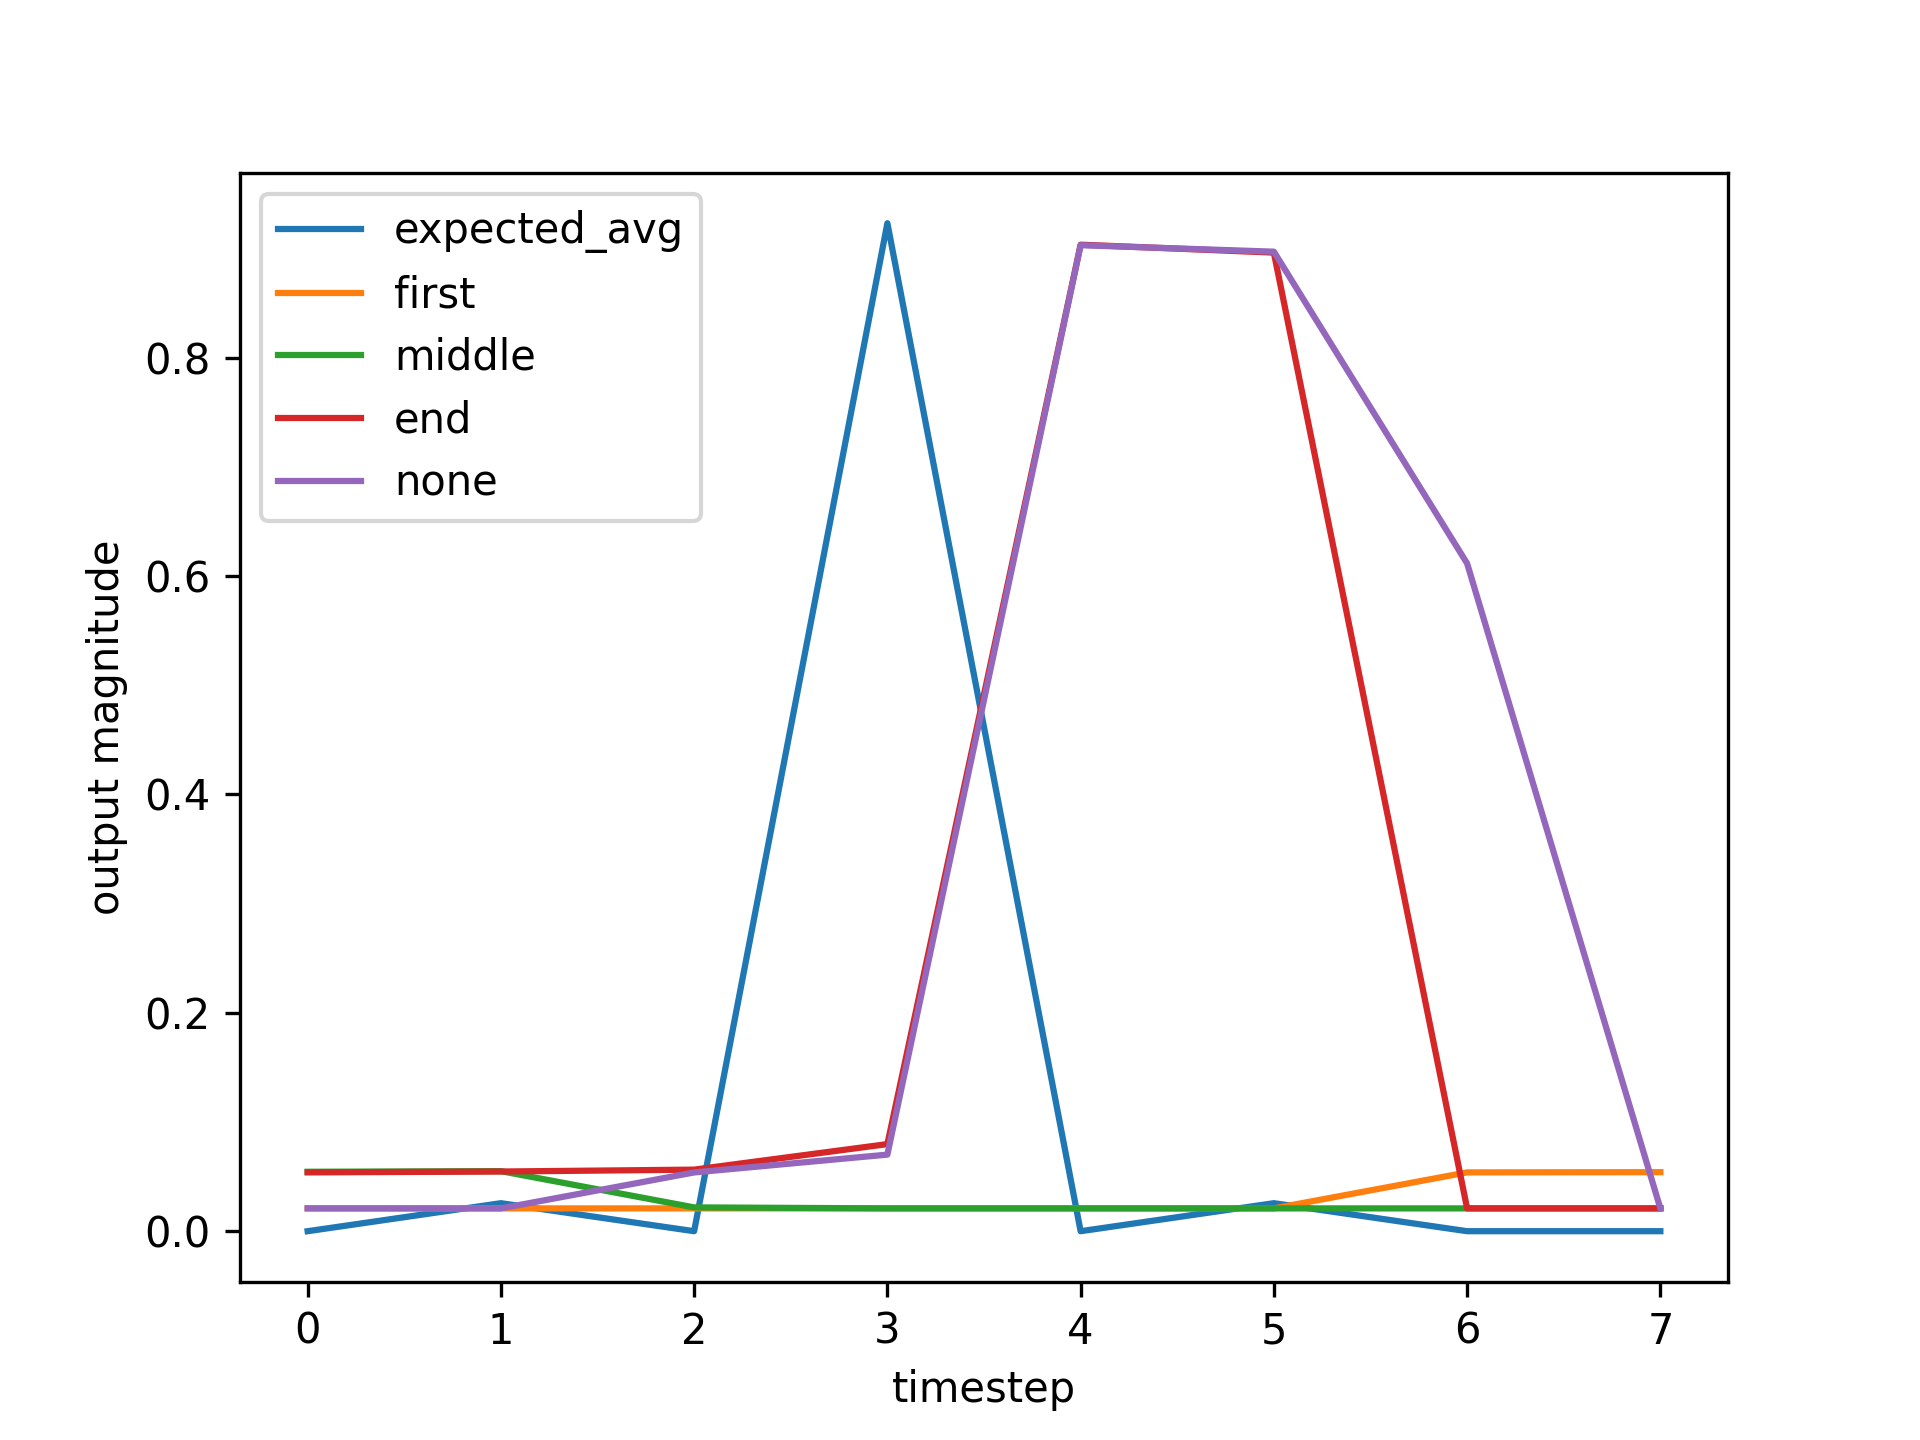 expected_avg
first
middle
end
none
0.8
0.6
0.4
0.2
0.0
output magnitude
0 1 2 3 4 5 6 7
timestep